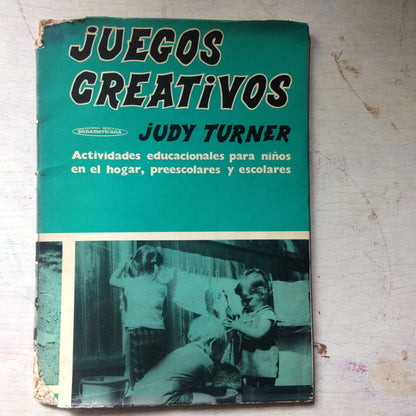 JUEGOS
CREATIVOS
panamericana
JUDY TURNER
Actividades educacionales para niños
en el hogar, preescolares y escolares